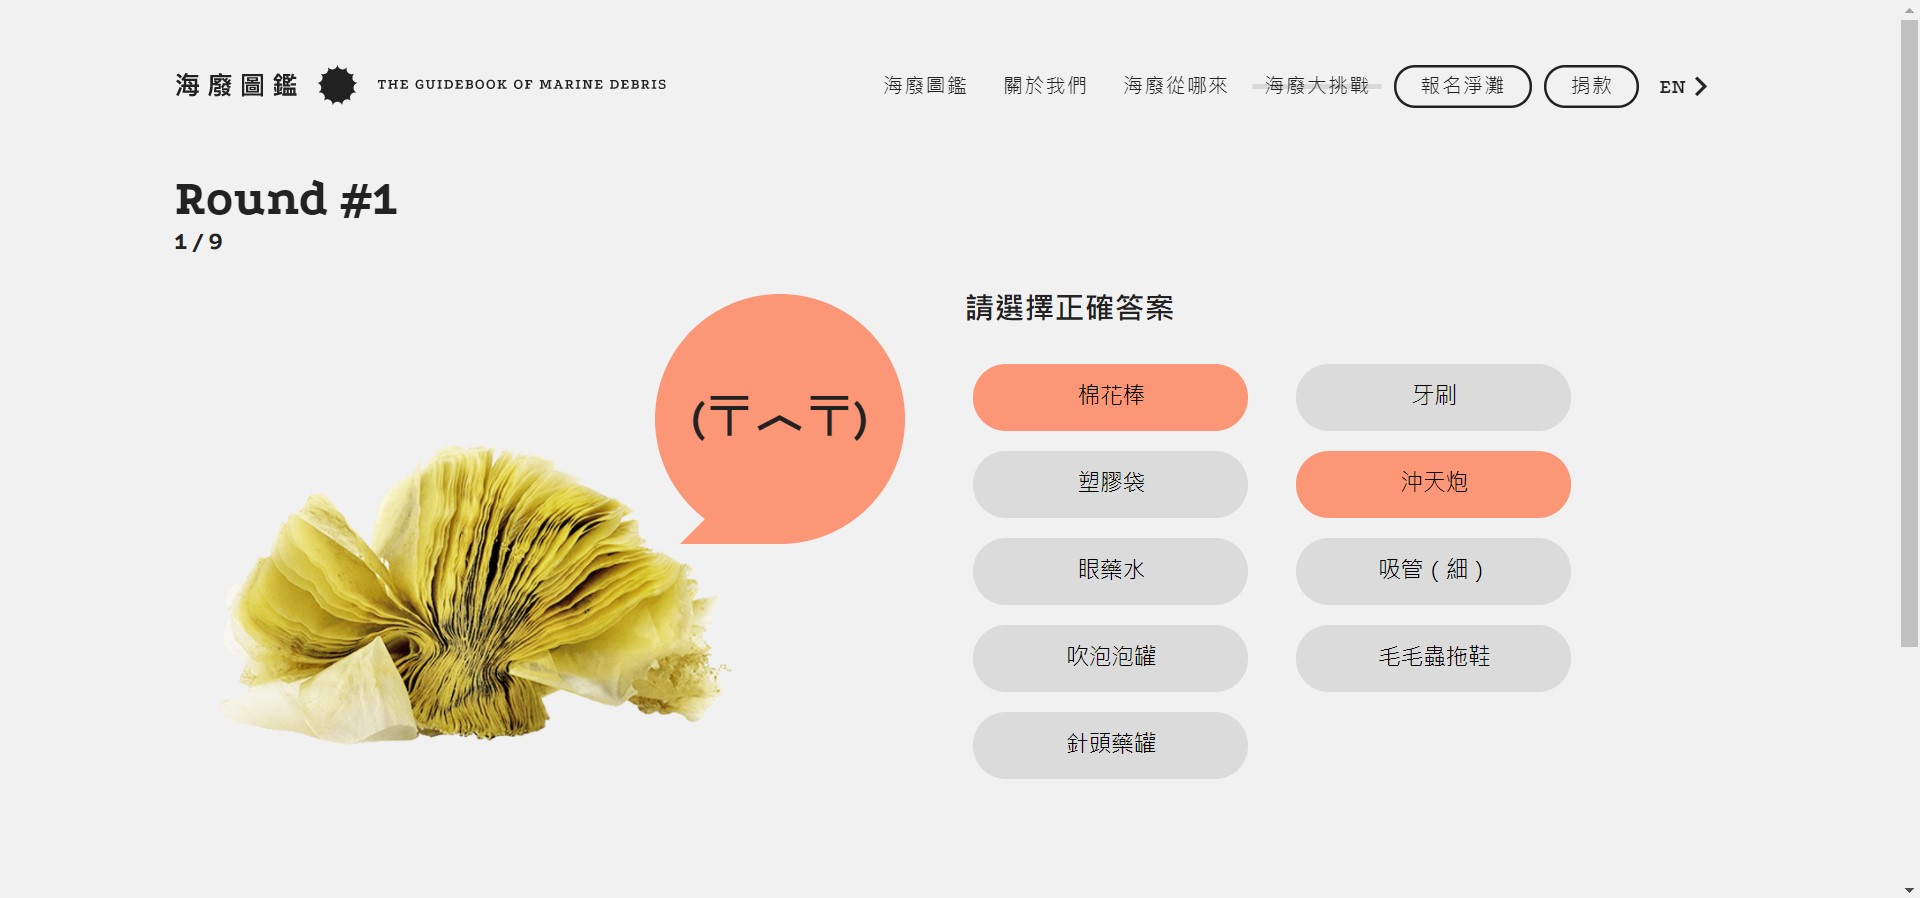 海廢圖鑑 THE GUIDEBOOK OF MARINE DEBRIS 海廢圖鑑 關於我們 海廢從哪來 海廢大挑戰 報名淨灘 捐款 EN
Round #1
1 / 9
請選擇正確答案
(〒︿〒)
棉花棒 牙刷
塑膠袋 沖天炮
眼藥水 吸管 ( 細 )
吹泡泡罐 毛毛蟲拖鞋
針頭藥罐